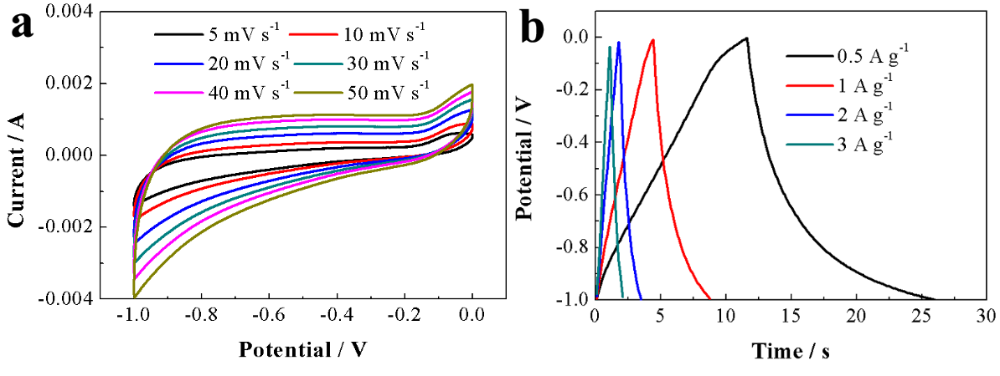 a
5 mV s⁻¹ 10 mV s⁻¹
20 mV s⁻¹ 30 mV s⁻¹
40 mV s⁻¹ 50 mV s⁻¹
0.004
0.002
0.000
-0.002
-0.004
Current / A
-1.0 -0.8 -0.6 -0.4 -0.2 0.0
Potential / V
b
0.5 A g⁻¹
1 A g⁻¹
2 A g⁻¹
3 A g⁻¹
0.0
-0.2
-0.4
-0.6
-0.8
-1.0
Potential / V
0 5 10 15 20 25 30
Time / s